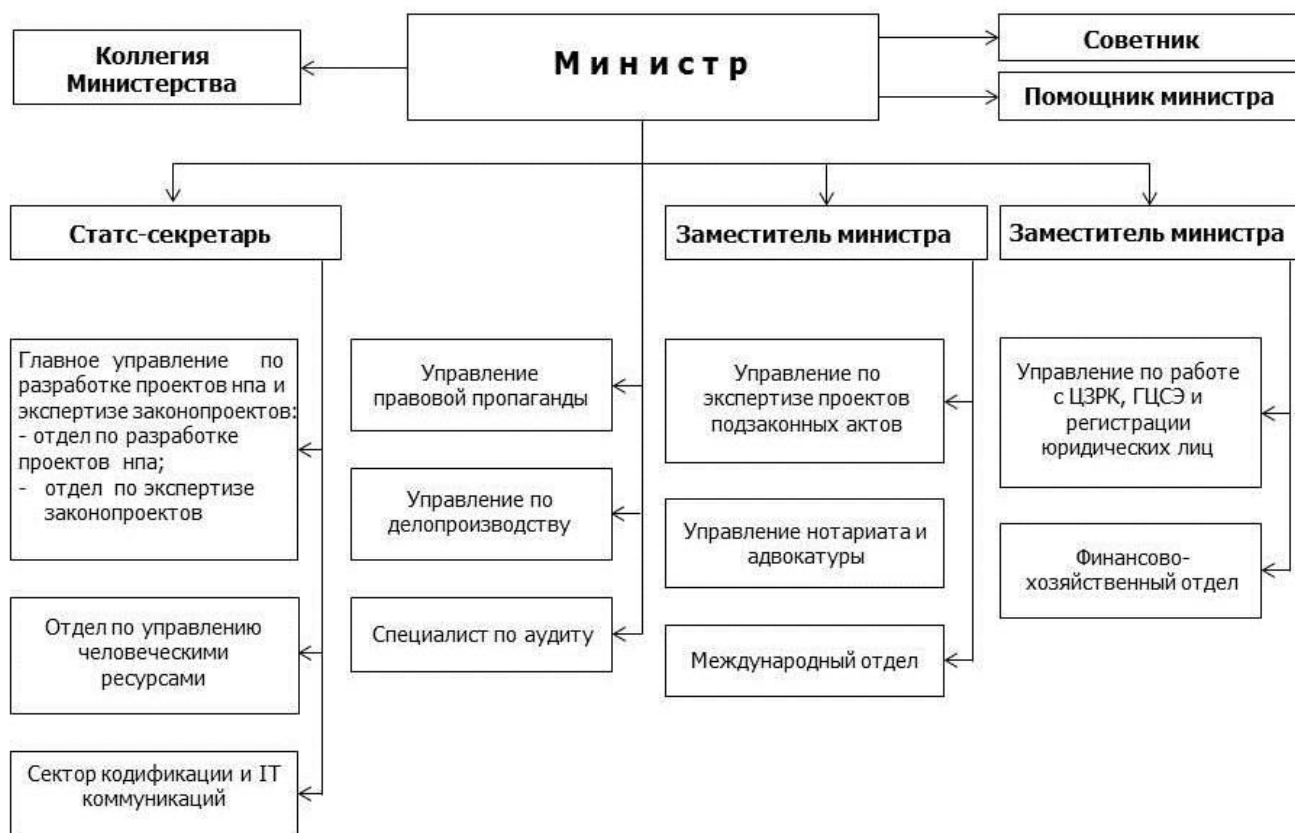 М и н и с т р
Коллегия
Министерства
Советник
Помощник министра
Статс-секретарь
Заместитель министра
Заместитель министра
Главное управление по
разработке проектов нпа и
экспертизе законопроектов:
- отдел по разработке
проектов нпа;
- отдел по экспертизе
законопроектов
Отдел по управлению
человеческими
ресурсами
Сектор кодификации и IT
коммуникаций
Управление
правовой пропаганды
Управление по
делопроизводству
Специалист по аудиту
Управление по
экспертизе проектов
подзаконных актов
Управление нотариата и
адвокатуры
Международный отдел
Управление по работе
с ЦЗРК, ГЦСЭ и
регистрации
юридических лиц
Финансово-
хозяйственный отдел